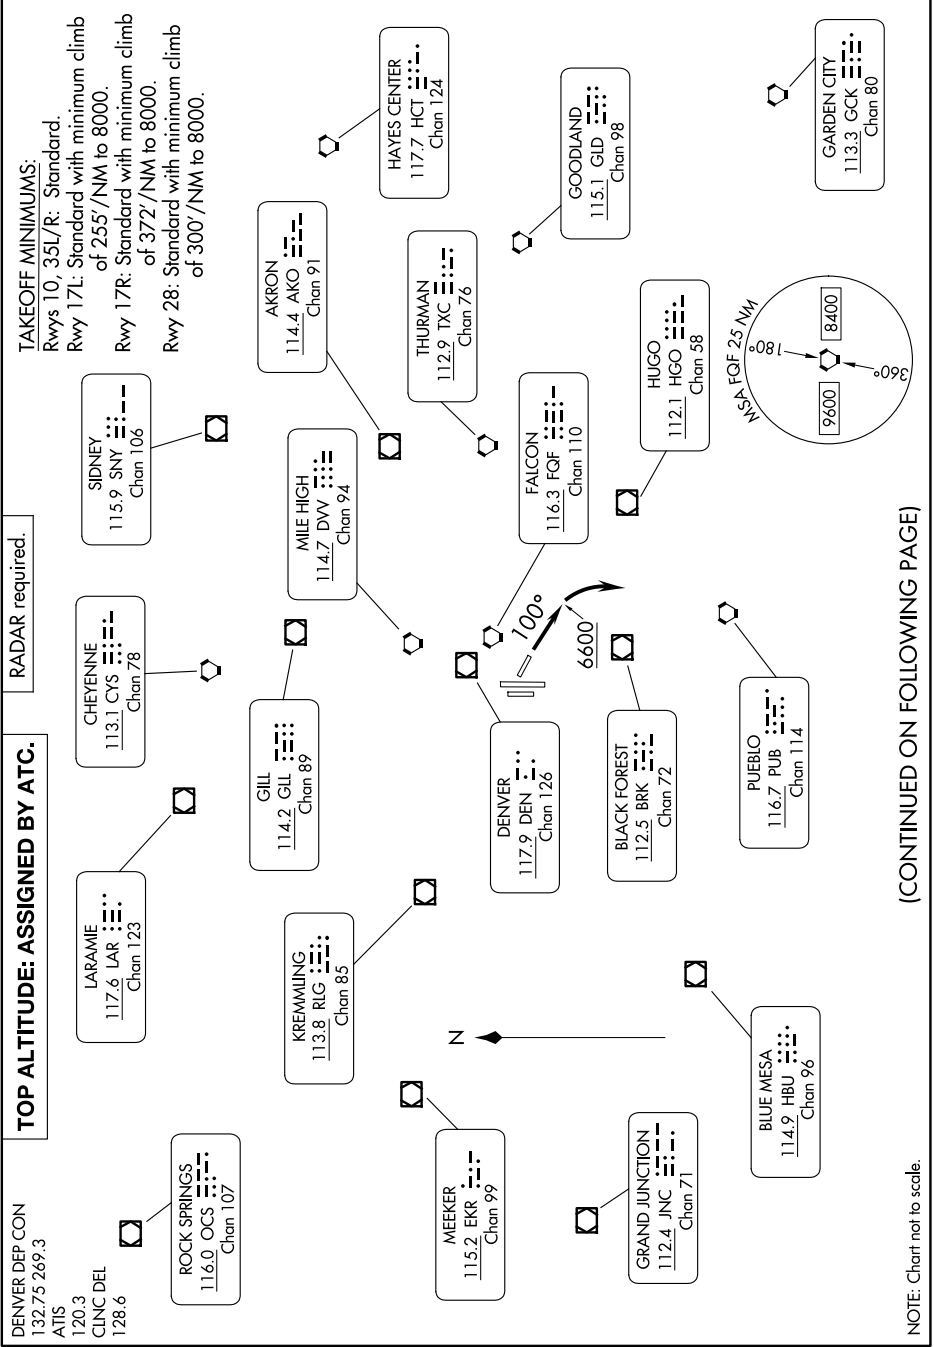 DENVER DEP CON
132.75 269.3
ATIS
120.3
CLNC DEL
128.6
TOP ALTITUDE: ASSIGNED BY ATC.
RADAR required.
TAKEOFF MINIMUMS:
Rwys 10, 35L/R: Standard.
Rwy 17L: Standard with minimum climb
of 255'/NM to 8000.
Rwy 17R: Standard with minimum climb
of 372'/NM to 8000.
Rwy 28: Standard with minimum climb
of 300'/NM to 8000.
ROCK SPRINGS
116.0 OCS
Chan 107
LARAMIE
117.6 LAR
Chan 123
CHEYENNE
113.1 CYS
Chan 78
SIDNEY
115.9 SNY
Chan 106
GILL
114.2 GLL
Chan 89
AKRON
114.4 AKO
Chan 91
HAYES CENTER
117.7 HCT
Chan 124
KREMMLING
113.8 RLG
Chan 85
MILE HIGH
114.7 DVV
Chan 94
THURMAN
112.9 TXC
Chan 76
MEEKER
115.2 EKR
Chan 99
N
DENVER
117.9 DEN
Chan 126
FALCON
116.3 FQF
Chan 110
GOODLAND
115.1 GLD
Chan 98
100°
6600
GRAND JUNCTION
112.4 JNC
Chan 71
BLACK FOREST
112.5 BRK
Chan 72
HUGO
112.1 HGO
Chan 58
BLUE MESA
114.9 HBU
Chan 96
PUEBLO
116.7 PUB
Chan 114
MSA FQF 25 NM
180°
9600
8400
360°
GARDEN CITY
113.3 GCK
Chan 80
(CONTINUED ON FOLLOWING PAGE)
NOTE: Chart not to scale.